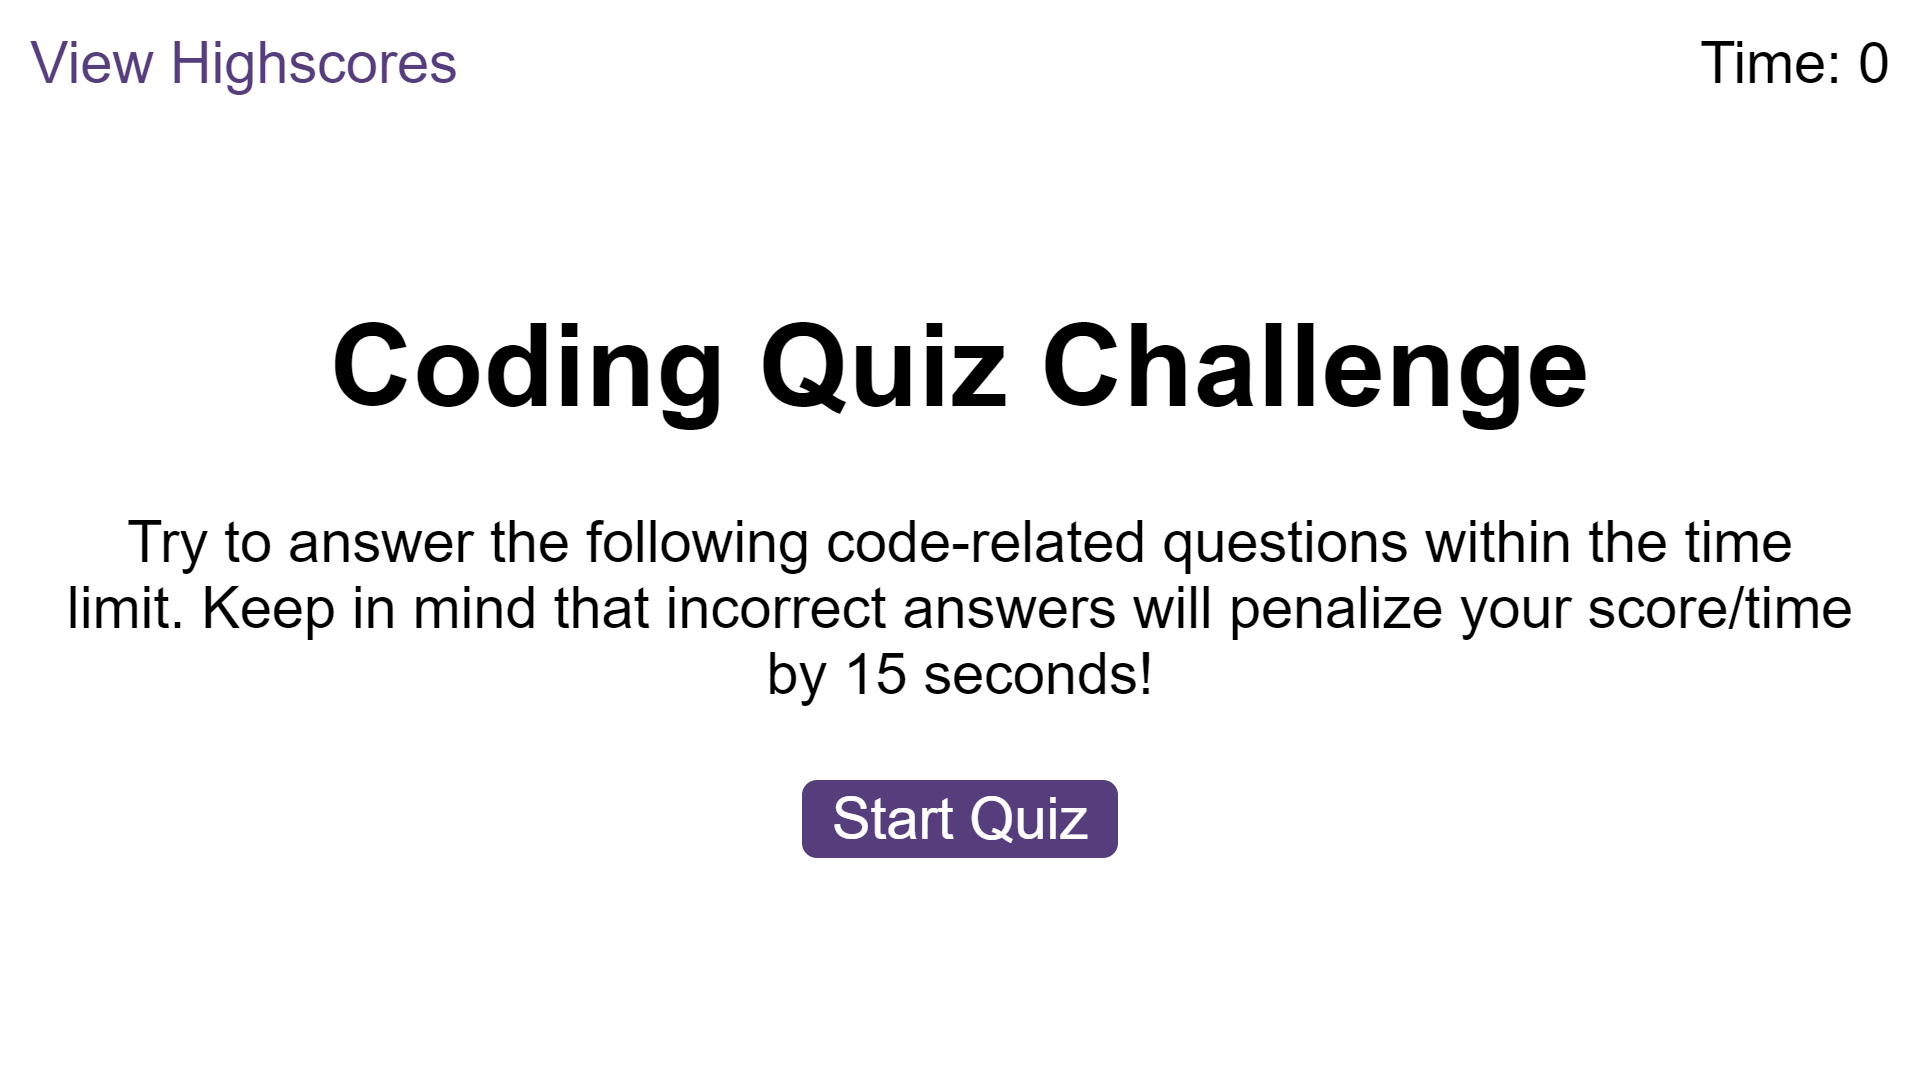 View Highscores
Time: 0
Coding Quiz Challenge
Try to answer the following code-related questions within the time
limit. Keep in mind that incorrect answers will penalize your score/time
by 15 seconds!
Start Quiz